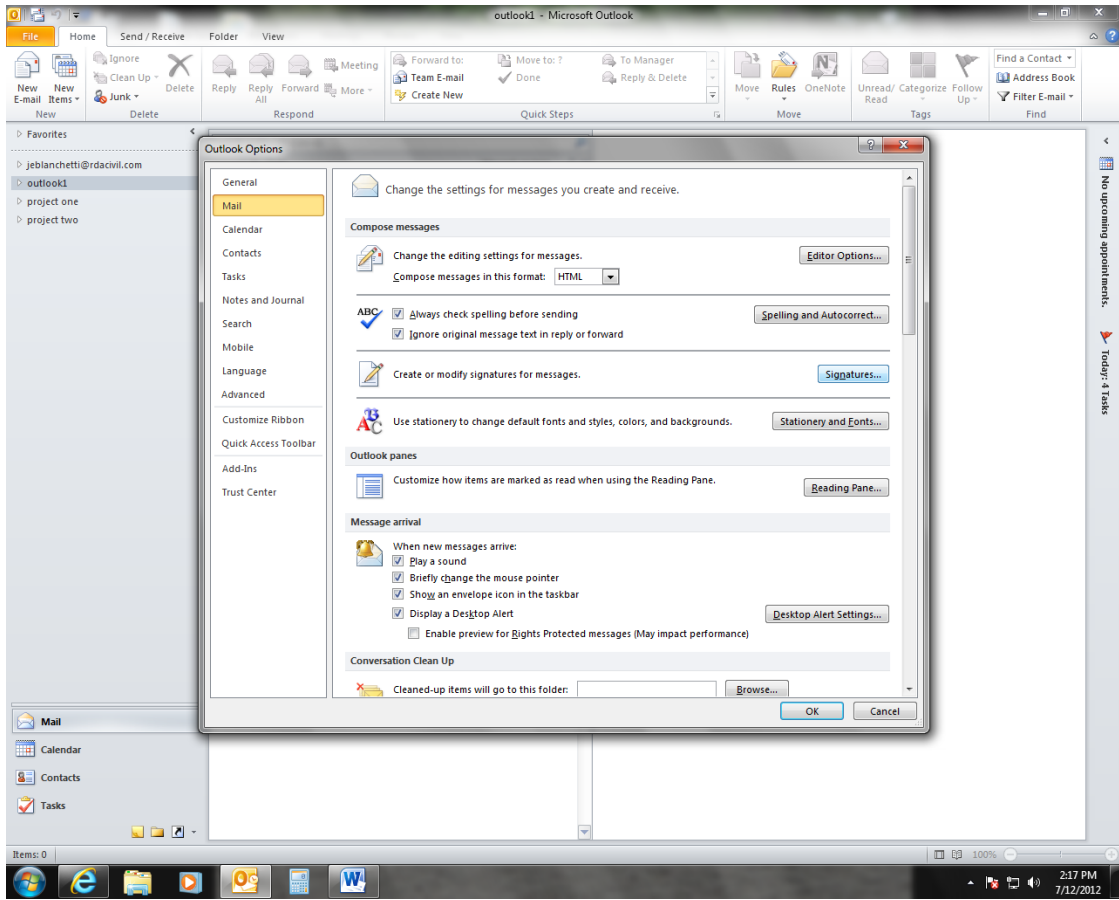 outlook1 - Microsoft Outlook
File Home Send / Receive Folder View
New E-mail
New Items
New
Ignore
Clean Up
Junk
Delete
Delete
Reply
Reply All
Forward
Meeting
More
Respond
Forward to:
Team E-mail
Create New
Move to: ?
Done
To Manager
Reply & Delete
Quick Steps
Move
Rules
OneNote
Move
Unread/ Read
Categorize
Follow Up
Tags
Find a Contact
Address Book
Filter E-mail
Find
Favorites
jeblanchetti@rdacivil.com
outlook1
project one
project two
Mail
Calendar
Contacts
Tasks
Outlook Options
General
Mail
Calendar
Contacts
Tasks
Notes and Journal
Search
Mobile
Language
Advanced
Customize Ribbon
Quick Access Toolbar
Add-Ins
Trust Center
Change the settings for messages you create and receive.
Compose messages
Change the editing settings for messages.
Editor Options...
Compose messages in this format: HTML
ABC
Always check spelling before sending
Spelling and Autocorrect...
Ignore original message text in reply or forward
Create or modify signatures for messages.
Signatures...
Use stationery to change default fonts and styles, colors, and backgrounds.
Stationery and Fonts...
Outlook panes
Customize how items are marked as read when using the Reading Pane.
Reading Pane...
Message arrival
When new messages arrive:
Play a sound
Briefly change the mouse pointer
Show an envelope icon in the taskbar
Display a Desktop Alert
Desktop Alert Settings...
Enable preview for Rights Protected messages (May impact performance)
Conversation Clean Up
Cleaned-up items will go to this folder:
Browse...
OK
Cancel
No upcoming appointments.
Today: 4 Tasks
Items: 0
100%
2:17 PM
7/12/2012